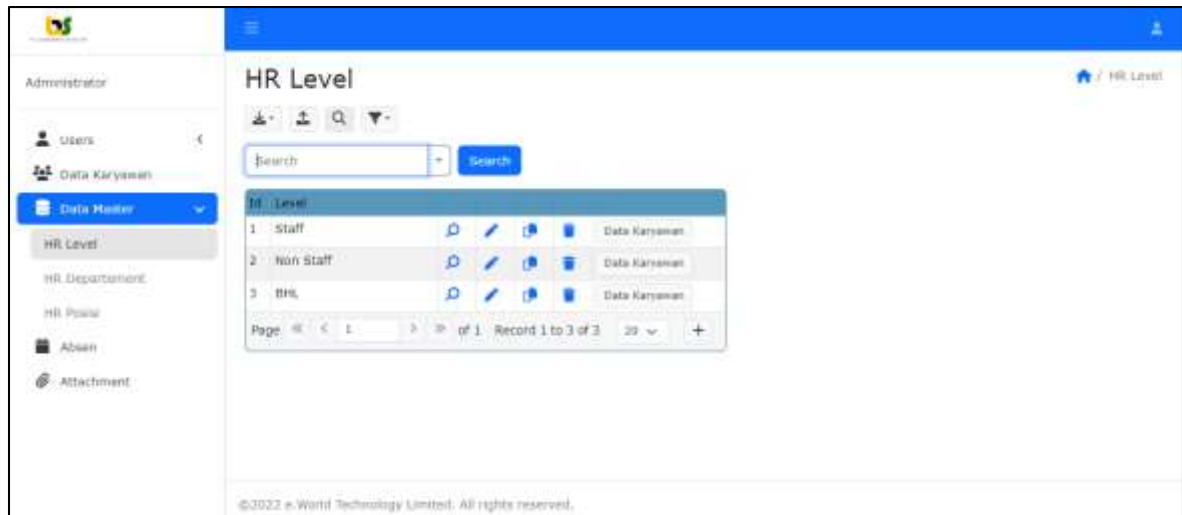 Administrator
HR Level
/ HR Level
Users
Data Karyawan
Search
Search
Data Master
Id Level
1 Staff Data Karyawan
HR Level
2 Non Staff Data Karyawan
HR Departement
3 BHL Data Karyawan
HR Posisi
Page 1 of 1 Record 1 to 3 of 3 20
Absen
Attachment
©2022 e.World Technology Limited. All rights reserved.